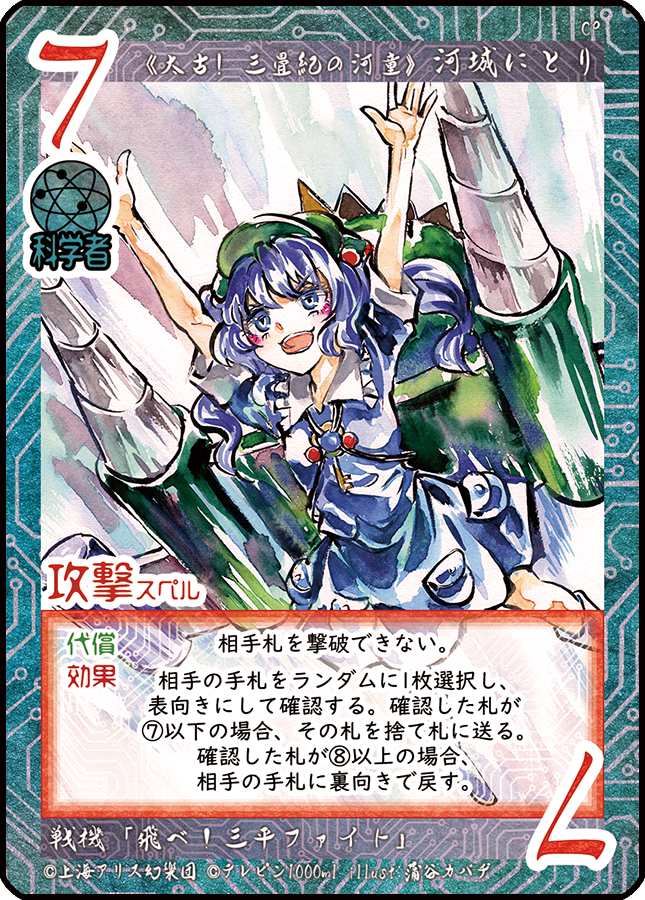 7
CP
《太古！三畳紀の河童》河城にとり
科学者
攻撃スペル
代償
相手札を撃破できない。
効果
相手の手札をランダムに1枚選択し、
表向きにして確認する。確認した札が
⑦以下の場合、その札を捨て札に送る。
確認した札が⑧以上の場合、
相手の手札に裏向きで戻す。
戦機「飛べ！三平ファイト」
7
©上海アリス幻樂団 ©テレピン1000ml illust:蒲谷カバヂ